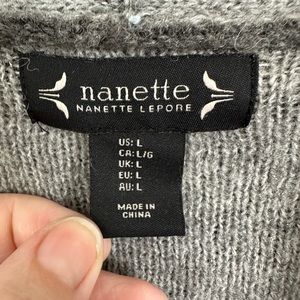 nanette
NANETTE LEPORE
US: L
CA: L/G
UK: L
EU: L
AU: L
MADE IN
CHINA